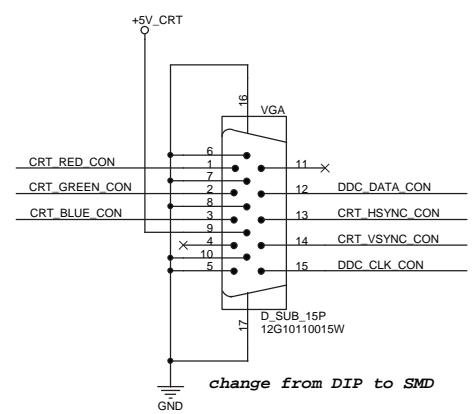 +5V_CRT
16
VGA
6
CRT_RED_CON 1 11
7
CRT_GREEN_CON 2 12 DDC_DATA_CON
8
CRT_BLUE_CON 3 13 CRT_HSYNC_CON
9
4 14 CRT_VSYNC_CON
10
5 15 DDC_CLK_CON
17
D_SUB_15P
12G10110015W
change from DIP to SMD
GND